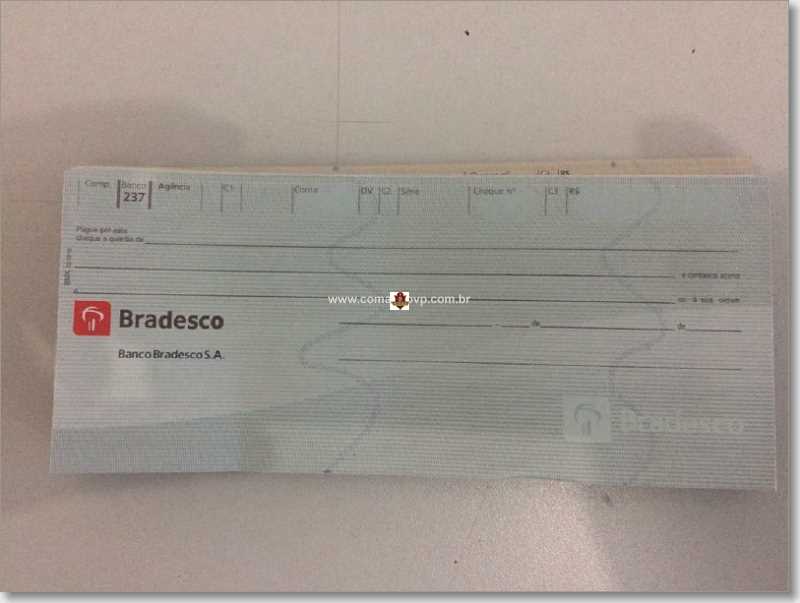 Comp. Banco Agência C1 Conta DV C2 Série Cheque nº C3 R$
237
Pague por este
cheque a quantia de
e centavos acima
ou à sua ordem
www.coma vp.com.br
Bradesco
de de
Banco Bradesco S.A.
Bradesco